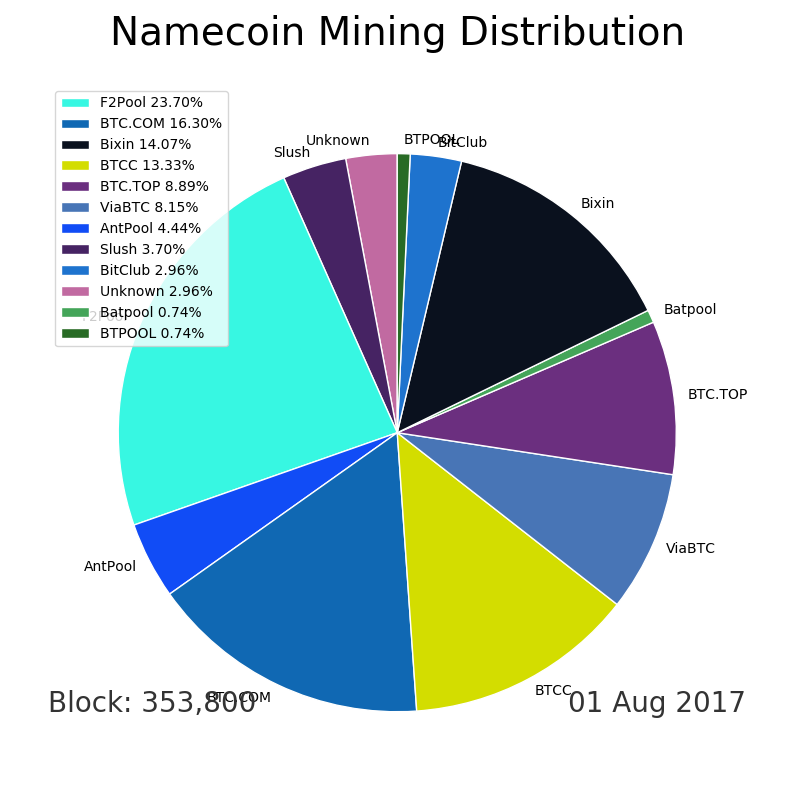 Namecoin Mining Distribution
F2Pool 23.70%
BTC.COM 16.30%
Bixin 14.07%
BTCC 13.33%
BTC.TOP 8.89%
ViaBTC 8.15%
AntPool 4.44%
Slush 3.70%
BitClub 2.96%
Unknown 2.96%
Batpool 0.74%
BTPOOL 0.74%
Unknown
BTPOOL
BitClub
Slush
Bixin
Batpool
F2Pool
BTC.TOP
ViaBTC
AntPool
BTCC
BTC.COM
Block: 353,800
01 Aug 2017